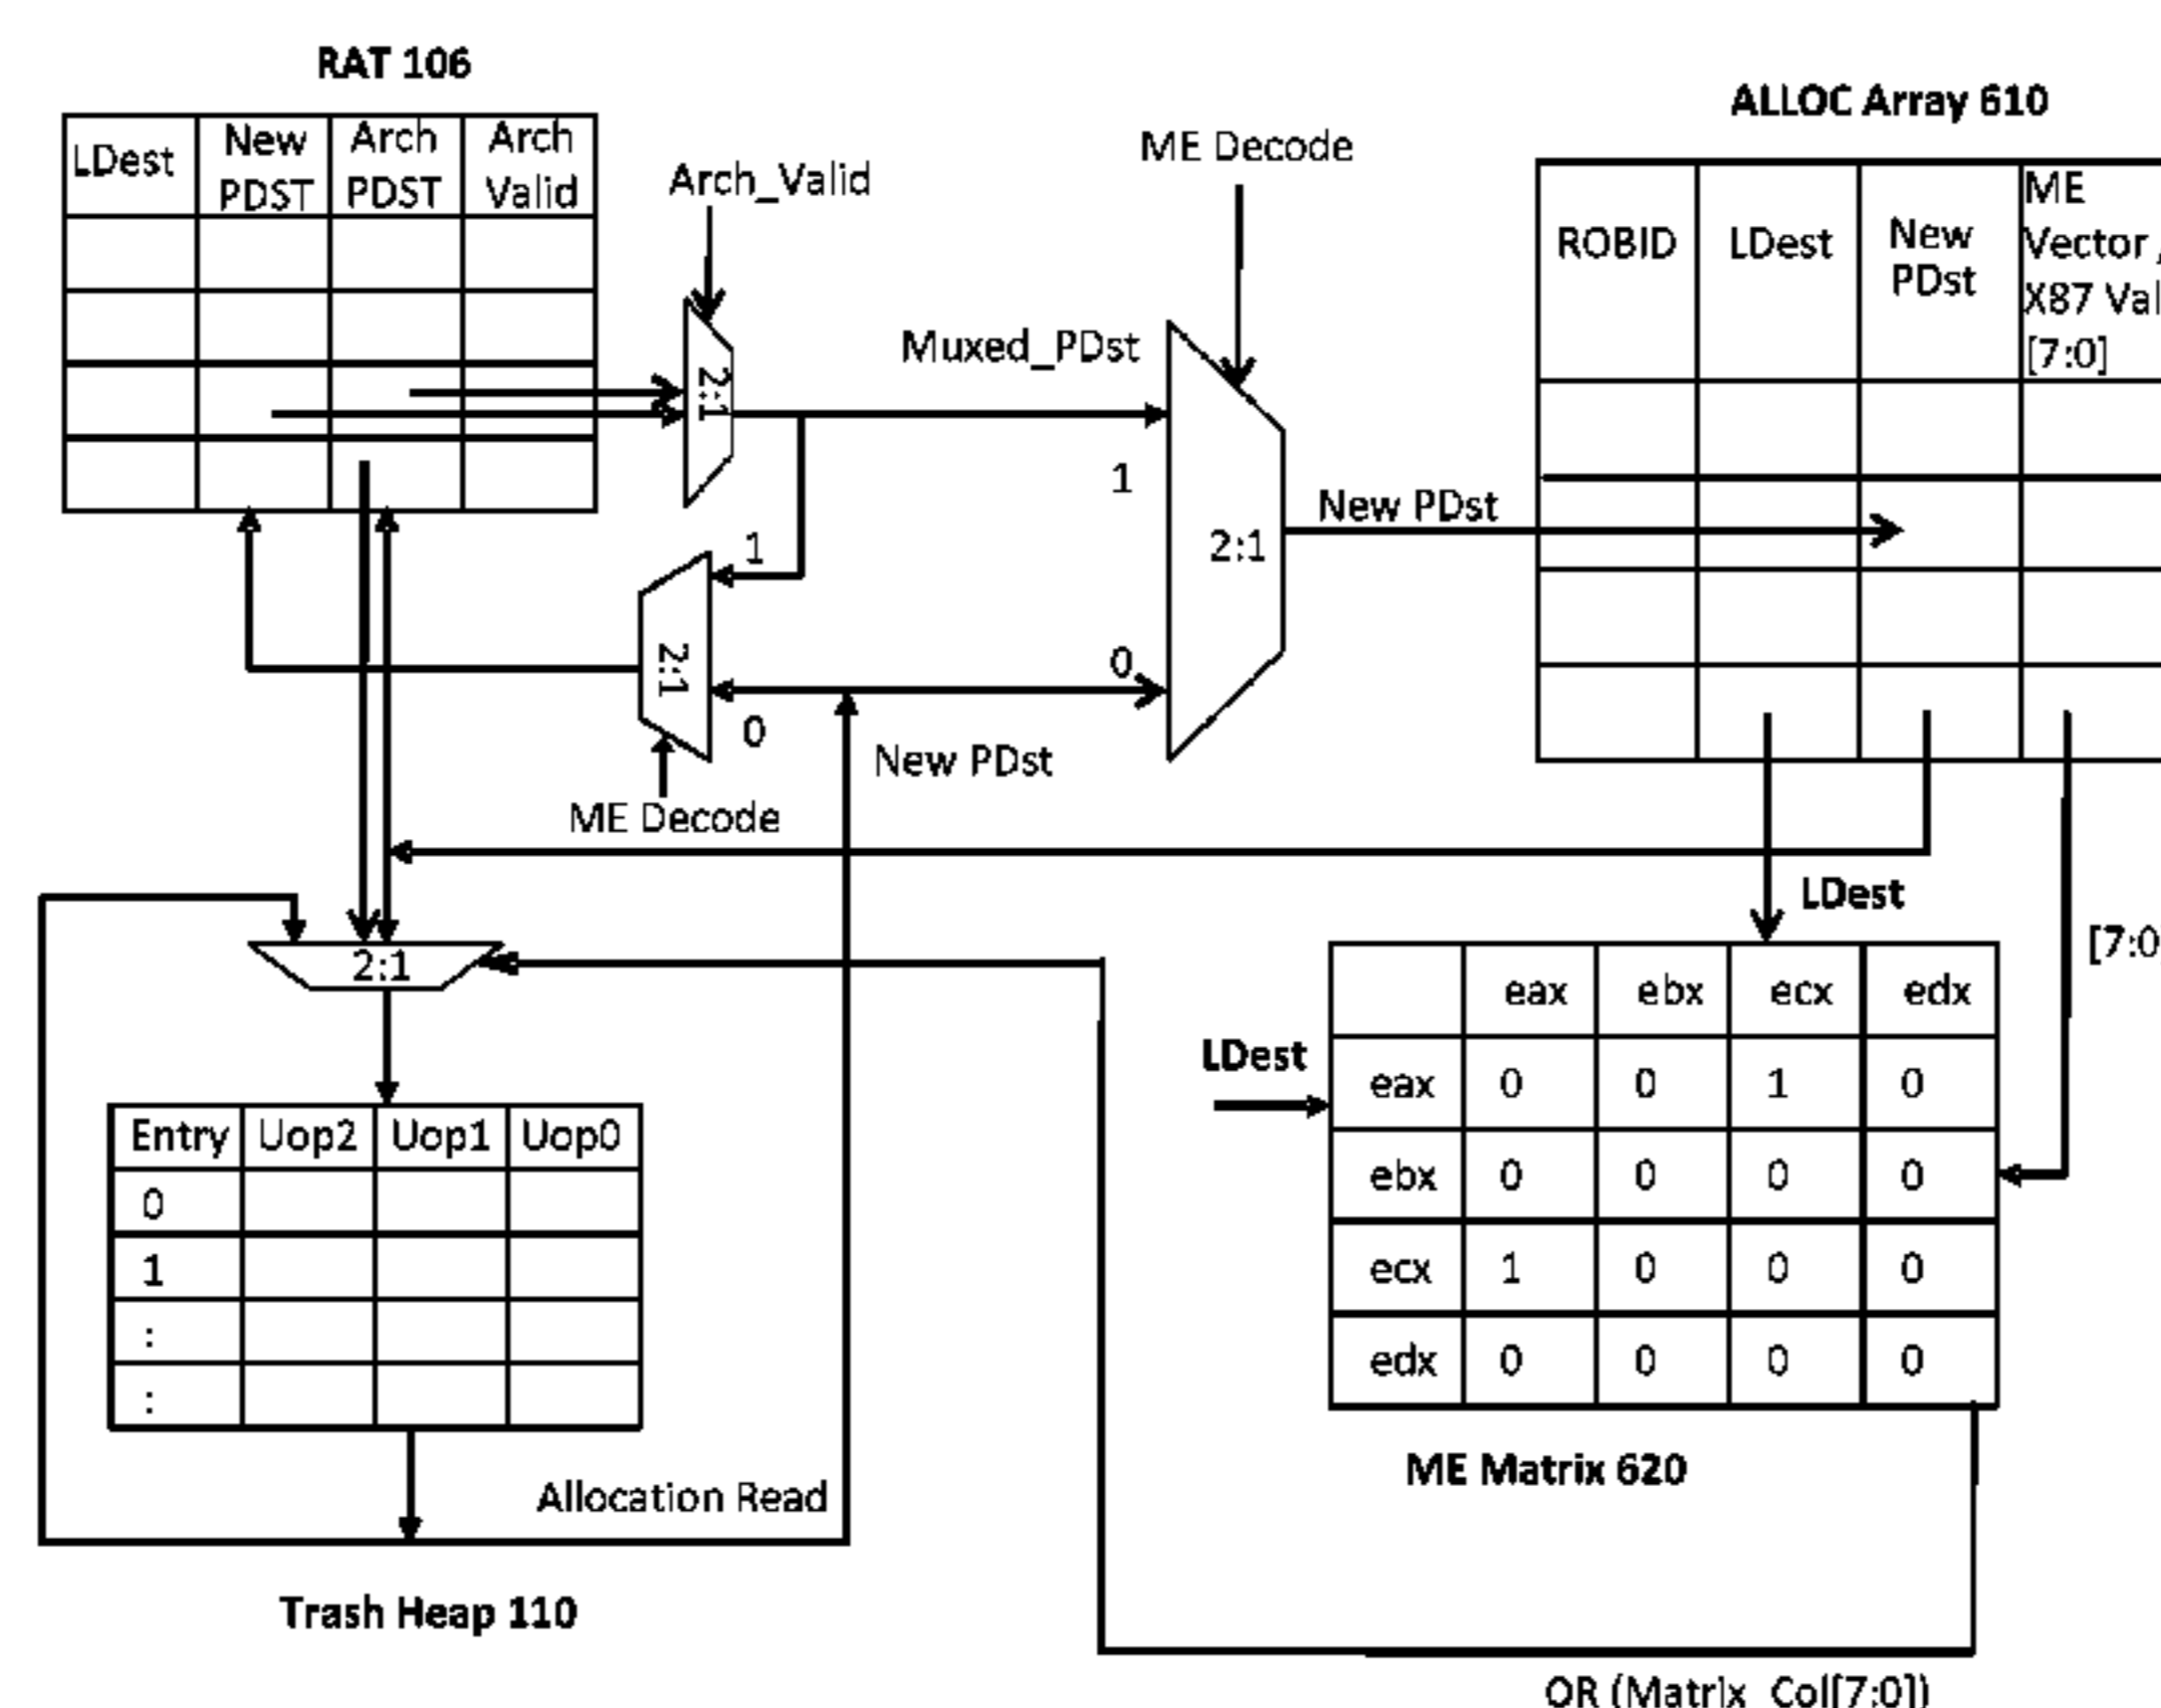 RAT 106
LDest
New
PDST
Arch
PDST
Arch
Valid
Arch_Valid
ME Decode
ALLOC Array 610
ROBID
LDest
New
PDst
ME
Vector
X87 Val
[7:0]
2:1
Muxed_PDst
1
2:1
New PDst
1
2:1
0
0
New PDst
ME Decode
LDest
[7:0
2:1
eax ebx ecx edx
LDest
eax 0 0 1 0
ebx 0 0 0 0
ecx 1 0 0 0
edx 0 0 0 0
ME Matrix 620
Entry Uop2 Uop1 Uop0
0
1
:
:
Allocation Read
Trash Heap 110
OR (Matrix_Col[7:0])